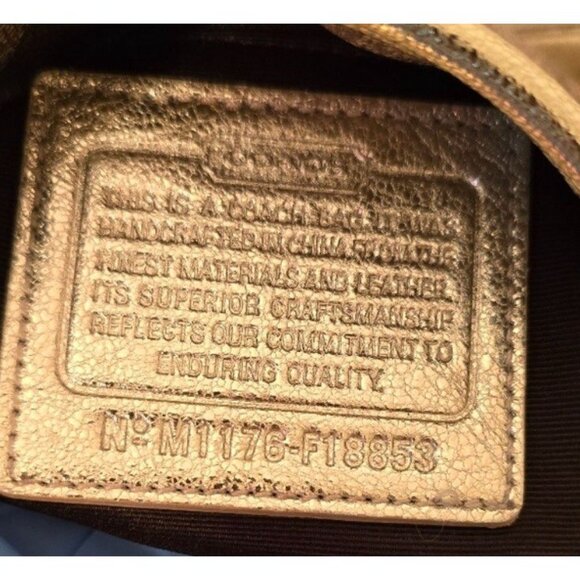 COACH
THIS IS A COACH BAG. IT WAS
HANDCRAFTED IN CHINA FROM THE
FINEST MATERIALS AND LEATHER.
ITS SUPERIOR CRAFTSMANSHIP
REFLECTS OUR COMMITMENT TO
ENDURING QUALITY.
Nº M1176-F18853